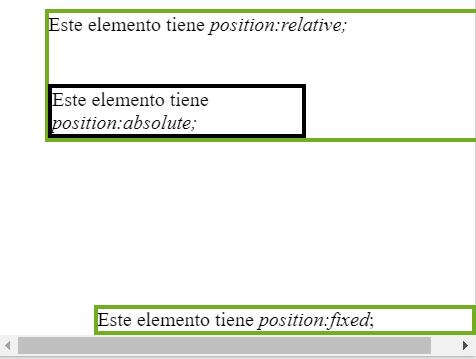 Este elemento tiene position:relative;
Este elemento tiene
position:absolute;
Este elemento tiene position:fixed;